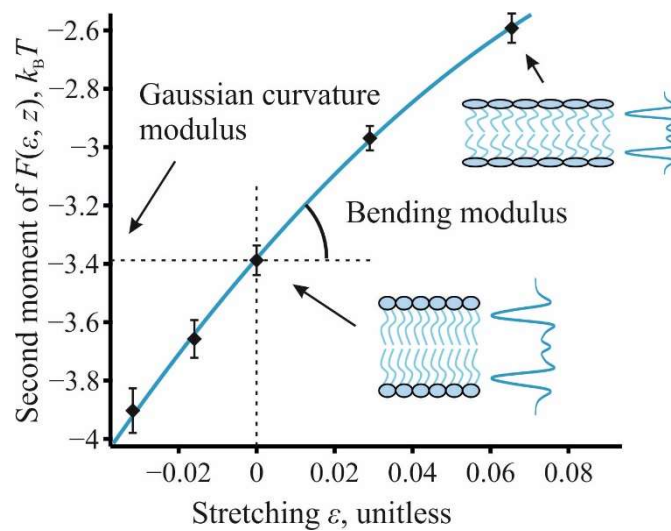 Second moment of F(ε, z), k_BT
−2.6
−2.8
−3
−3.2
−3.4
−3.6
−3.8
−4
Gaussian curvature
modulus
Bending modulus
−0.02
0
0.02
0.04
0.06
0.08
Stretching ε, unitless